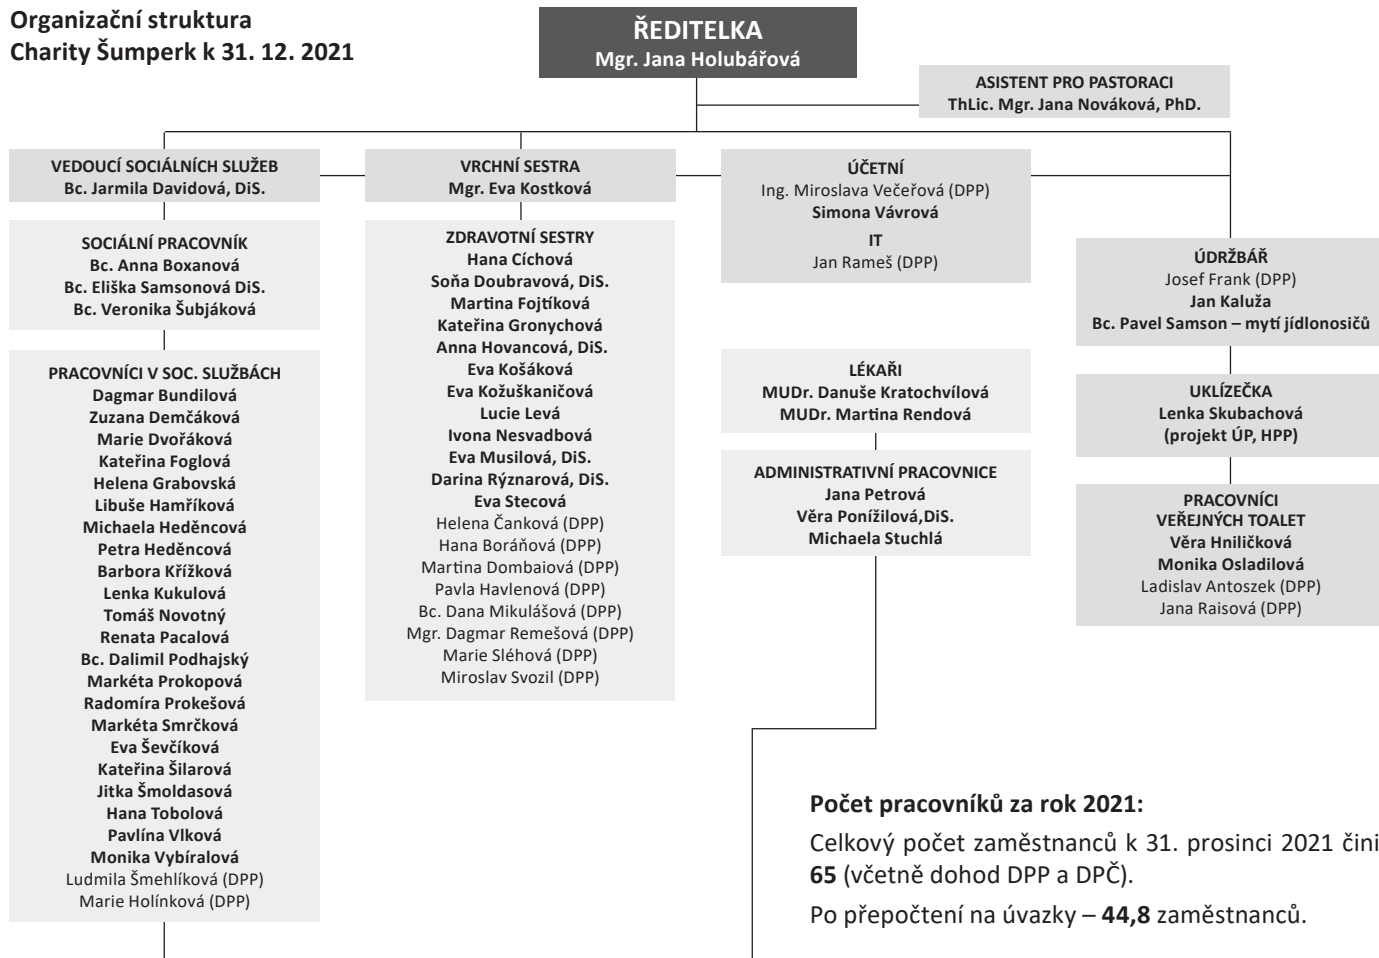 Organizační struktura
Charity Šumperk k 31. 12. 2021
ŘEDITELKA
Mgr. Jana Holubářová
ASISTENT PRO PASTORACI
ThLic. Mgr. Jana Nováková, PhD.
VEDOUCÍ SOCIÁLNÍCH SLUŽEB
Bc. Jarmila Davidová, DiS.
SOCIÁLNÍ PRACOVNÍK
Bc. Anna Boxanová
Bc. Eliška Samsonová DiS.
Bc. Veronika Šubjáková
PRACOVNÍCI V SOC. SLUŽBÁCH
Dagmar Bundilová
Zuzana Demčáková
Marie Dvořáková
Kateřina Foglová
Helena Grabovská
Libuše Hamříková
Michaela Heděncová
Petra Heděncová
Barbora Křížková
Lenka Kukulová
Tomáš Novotný
Renata Pacalová
Bc. Dalimil Podhajský
Markéta Prokopová
Radomíra Prokešová
Markéta Smrčková
Eva Ševčíková
Kateřina Šilarová
Jitka Šmoldasová
Hana Tobolová
Pavlína Vlková
Monika Vybíralová
Ludmila Šmehlíková (DPP)
Marie Holínková (DPP)
VRCHNÍ SESTRA
Mgr. Eva Kostková
ZDRAVOTNÍ SESTRY
Hana Cíchová
Soňa Doubravová, DiS.
Martina Fojtíková
Kateřina Gronychová
Anna Hovancová, DiS.
Eva Košáková
Eva Kožuškaničová
Lucie Levá
Ivona Nesvadbová
Eva Musilová, DiS.
Darina Rýznarová, DiS.
Eva Stecová
Helena Čanková (DPP)
Hana Boráňová (DPP)
Martina Dombaiová (DPP)
Pavla Havlenová (DPP)
Bc. Dana Mikulášová (DPP)
Mgr. Dagmar Remešová (DPP)
Marie Sléhová (DPP)
Miroslav Svozil (DPP)
ÚČETNÍ
Ing. Miroslava Večeřová (DPP)
Simona Vávrová
IT
Jan Rameš (DPP)
LÉKAŘI
MUDr. Danuše Kratochvílová
MUDr. Martina Rendová
ADMINISTRATIVNÍ PRACOVNICE
Jana Petrová
Věra Ponížilová,DiS.
Michaela Stuchlá
ÚDRŽBÁŘ
Josef Frank (DPP)
Jan Kaluža
Bc. Pavel Samson – mytí jídlonosičů
UKLÍZEČKA
Lenka Skubachová
(projekt ÚP, HPP)
PRACOVNÍCI
VEŘEJNÝCH TOALET
Věra Hniličková
Monika Osladilová
Ladislav Antoszek (DPP)
Jana Raisová (DPP)
Počet pracovníků za rok 2021:
Celkový počet zaměstnanců k 31. prosinci 2021 čini
65 (včetně dohod DPP a DPČ).
Po přepočtení na úvazky – 44,8 zaměstnanců.